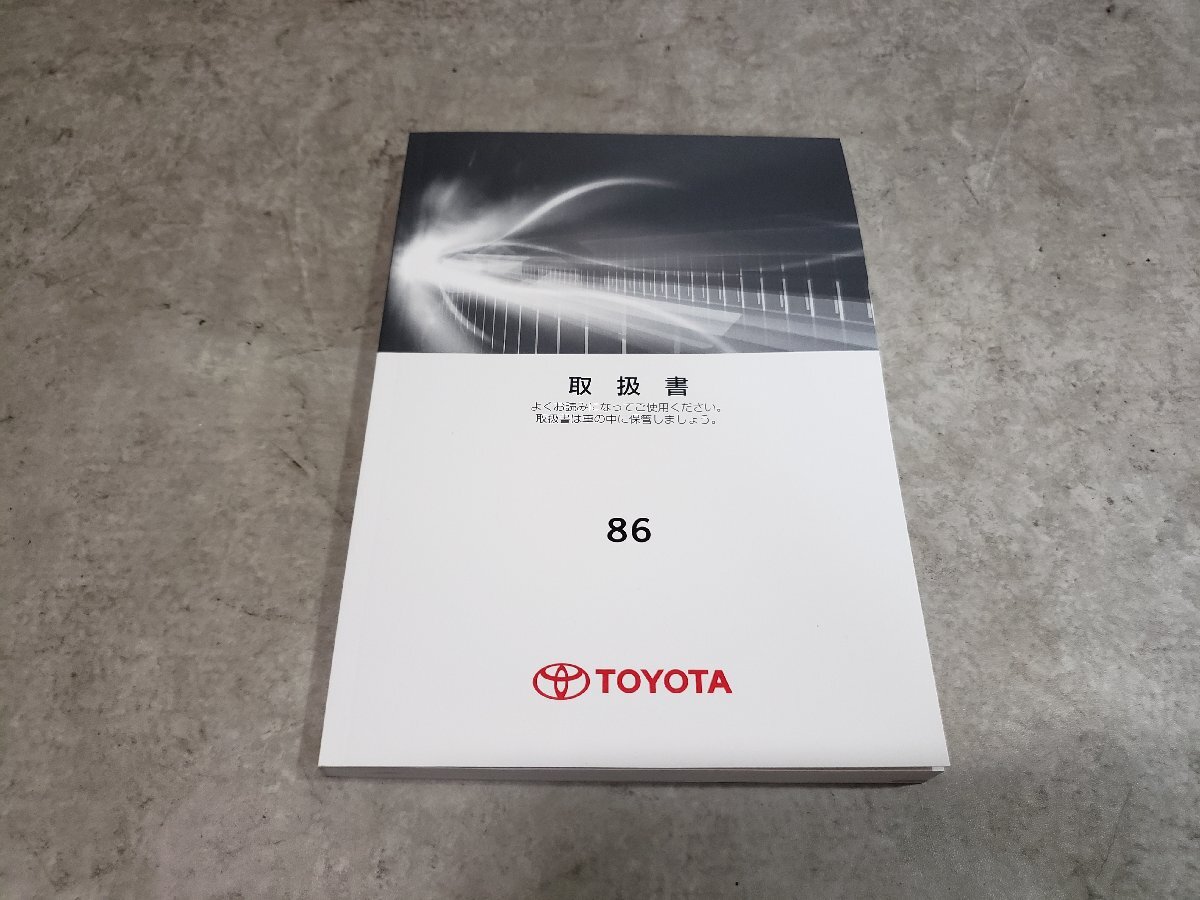 取扱書
よくお読みになってご使用ください。
取扱書は車の中に保管しましょう。
86
TOYOTA